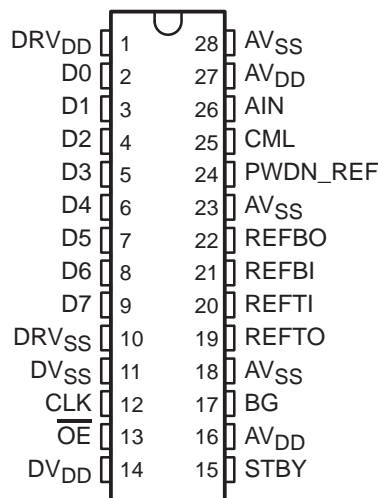 DRVDD 1 28 AVSS
D0 2 27 AVDD
D1 3 26 AIN
D2 4 25 CML
D3 5 24 PWDN_REF
D4 6 23 AVSS
D5 7 22 REFBO
D6 8 21 REFBI
D7 9 20 REFTI
DRVSS 10 19 REFTO
DVSS 11 18 AVSS
CLK 12 17 BG
O̅E̅ 13 16 AVDD
DVDD 14 15 STBY